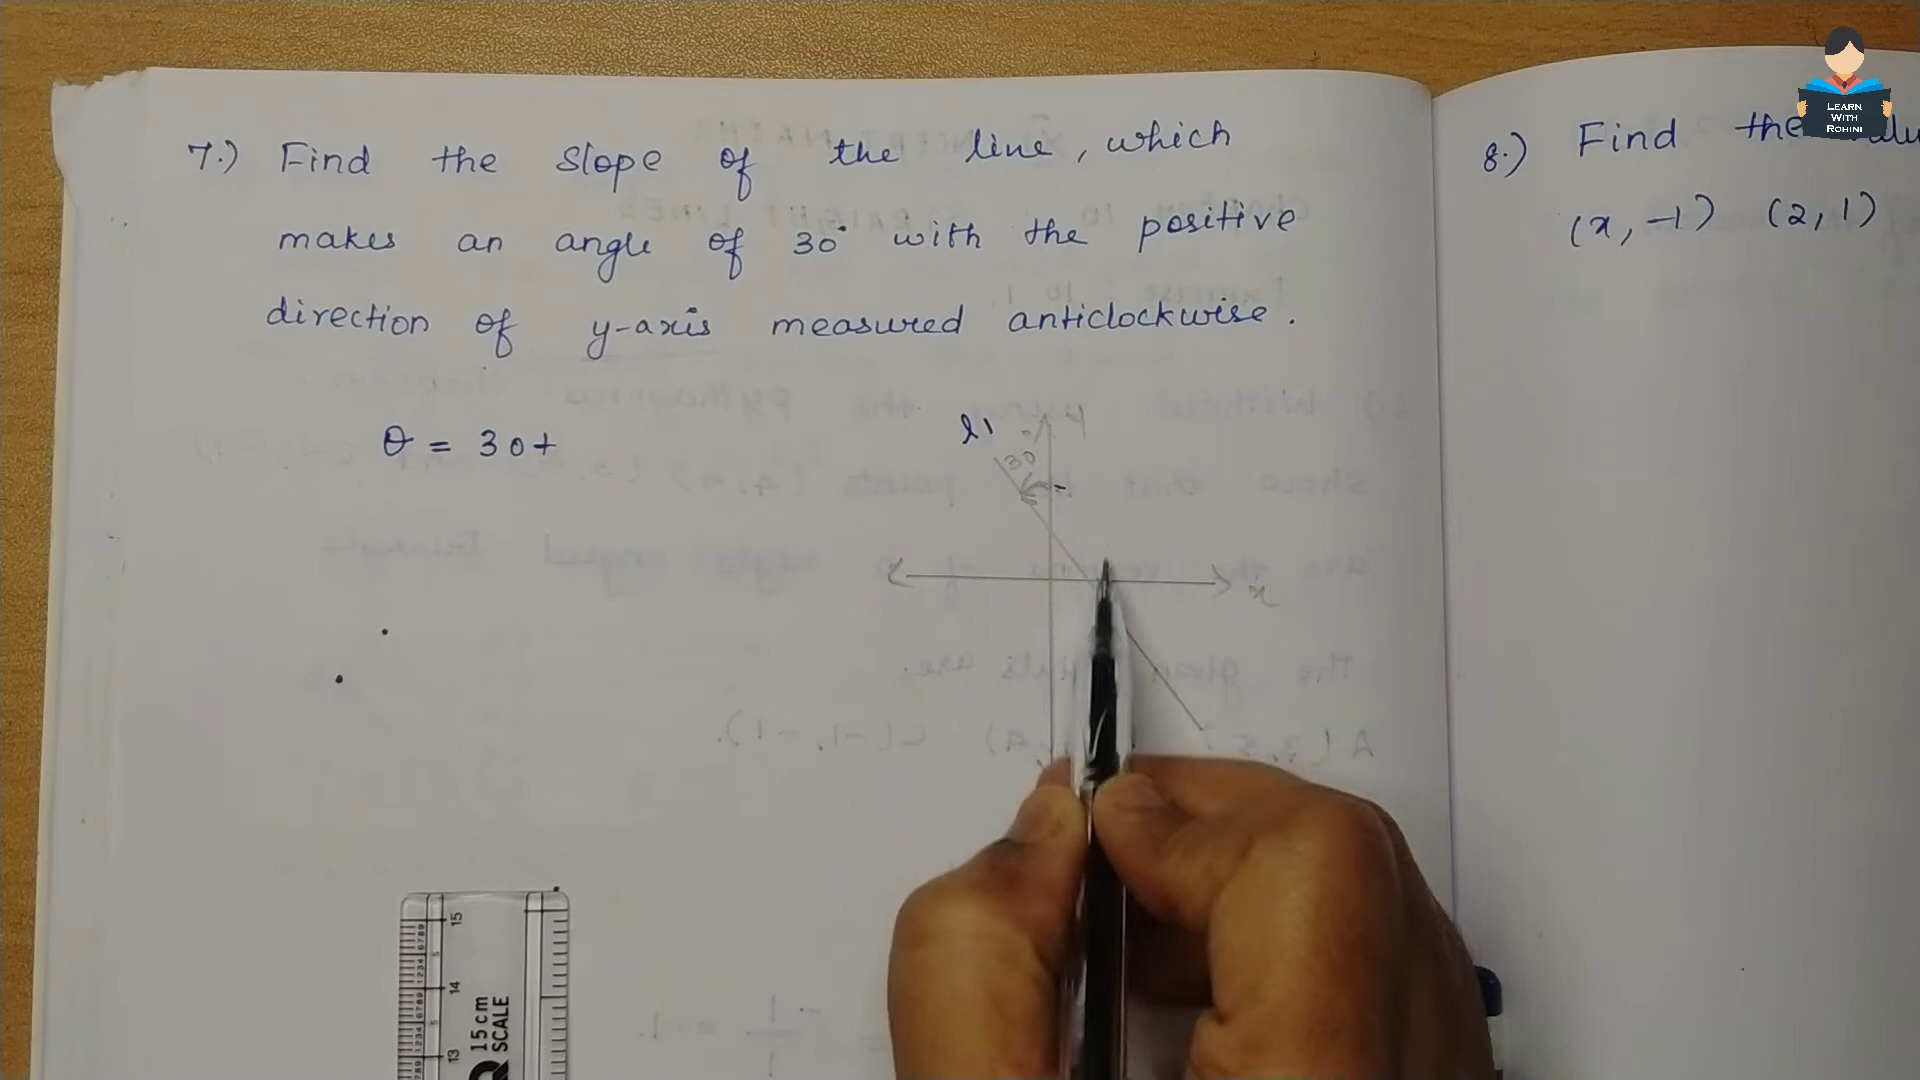 7.) Find the slope of the line, which
makes an angle of 30° with the positive
direction of y-axis measured anticlockwise.
θ = 30+
l1
y
30
x
8.) Find the
(x, -1) (2, 1)
LEARN
WITH
ROHINI
15
14
13
15 cm
SCALE